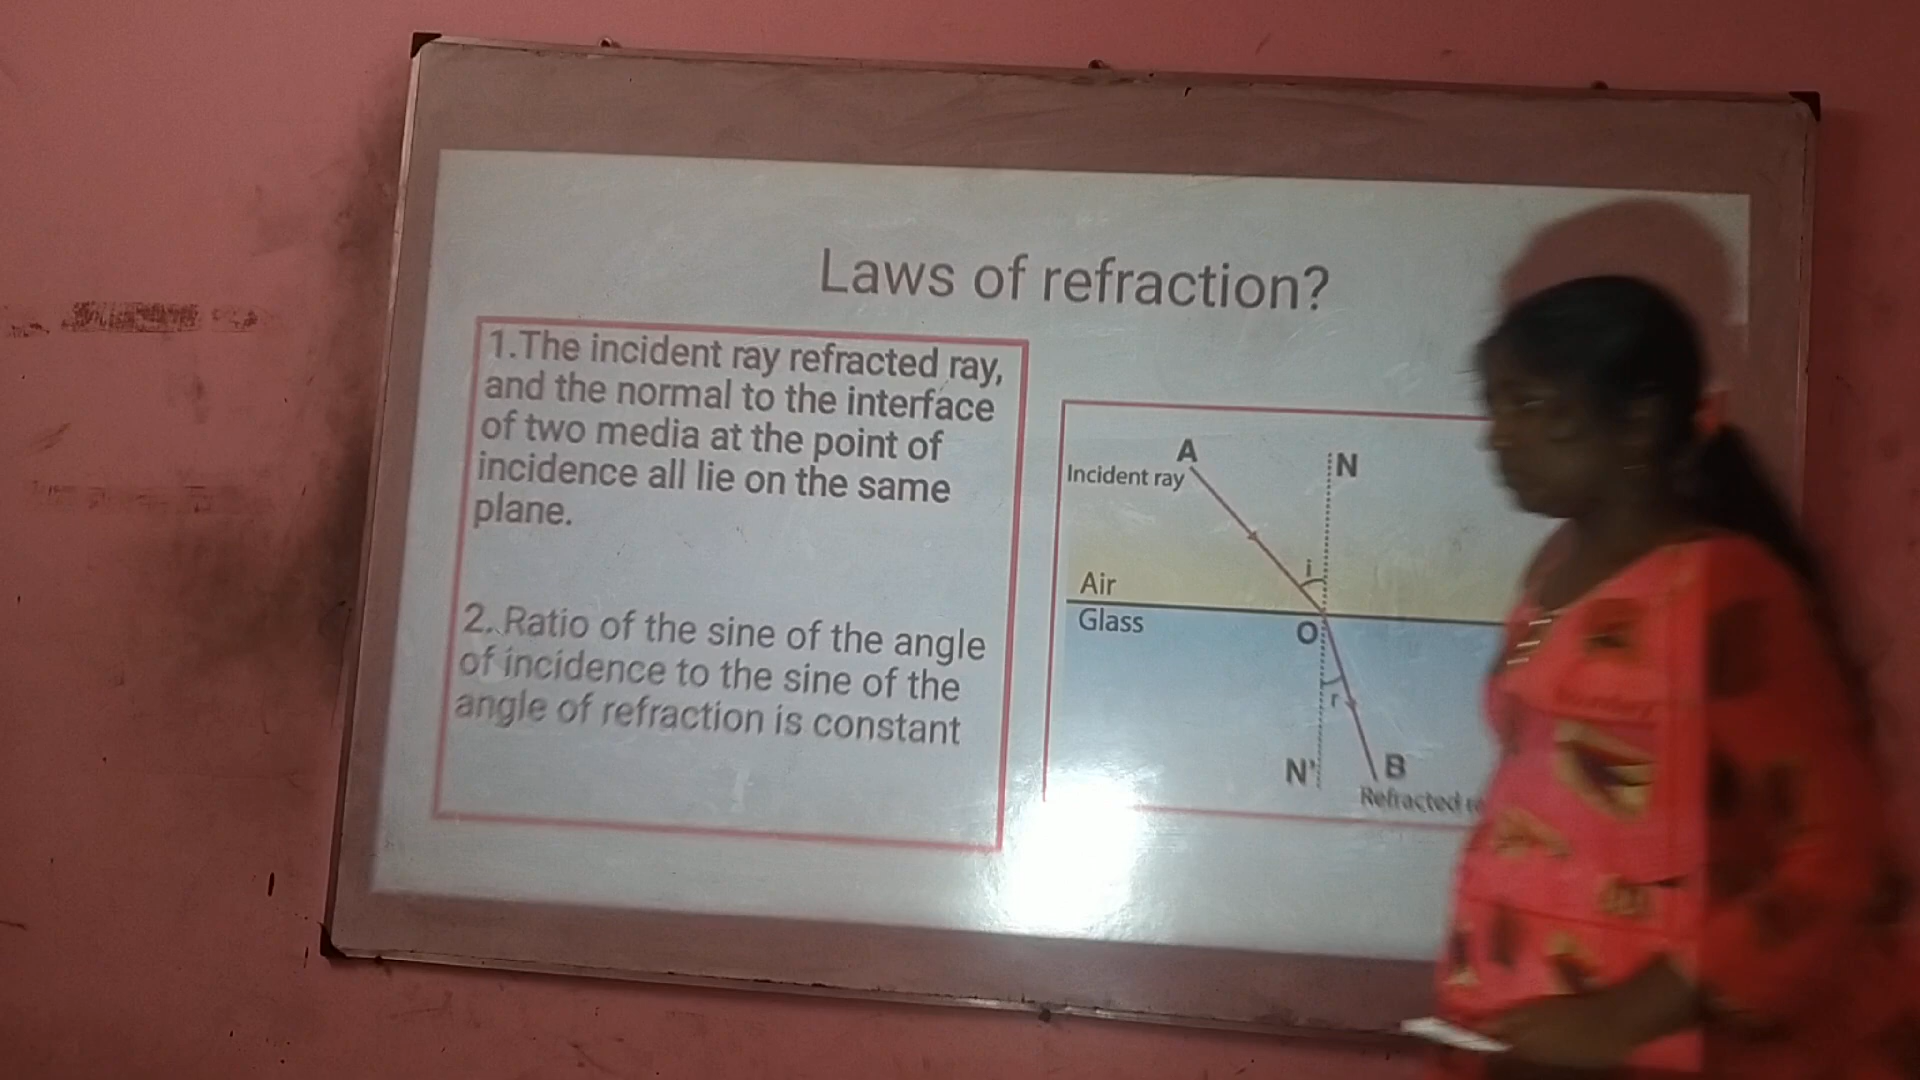 Laws of refraction?
1.The incident ray refracted ray,
and the normal to the interface
of two media at the point of
incidence all lie on the same
plane.
2. Ratio of the sine of the angle
of incidence to the sine of the
angle of refraction is constant
A
N
Incident ray
i
Air
Glass
O
r
N'
B
Refracted